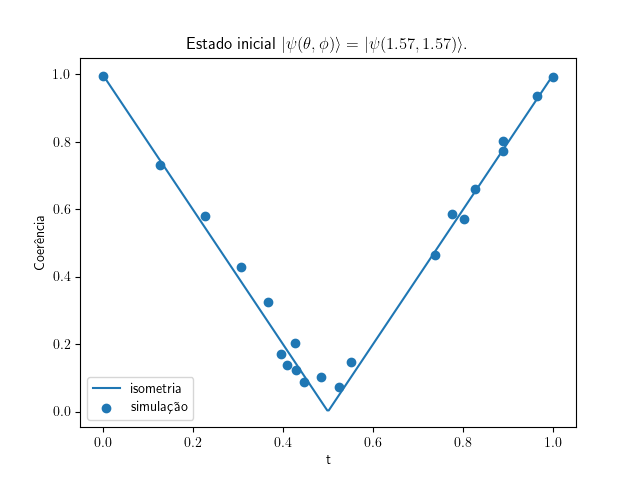 Estado inicial |ψ(θ, ϕ)⟩ = |ψ(1.57, 1.57)⟩.
Coerência
1.0
0.8
0.6
0.4
0.2
0.0
isometria
simulação
0.0 0.2 0.4 0.6 0.8 1.0
t